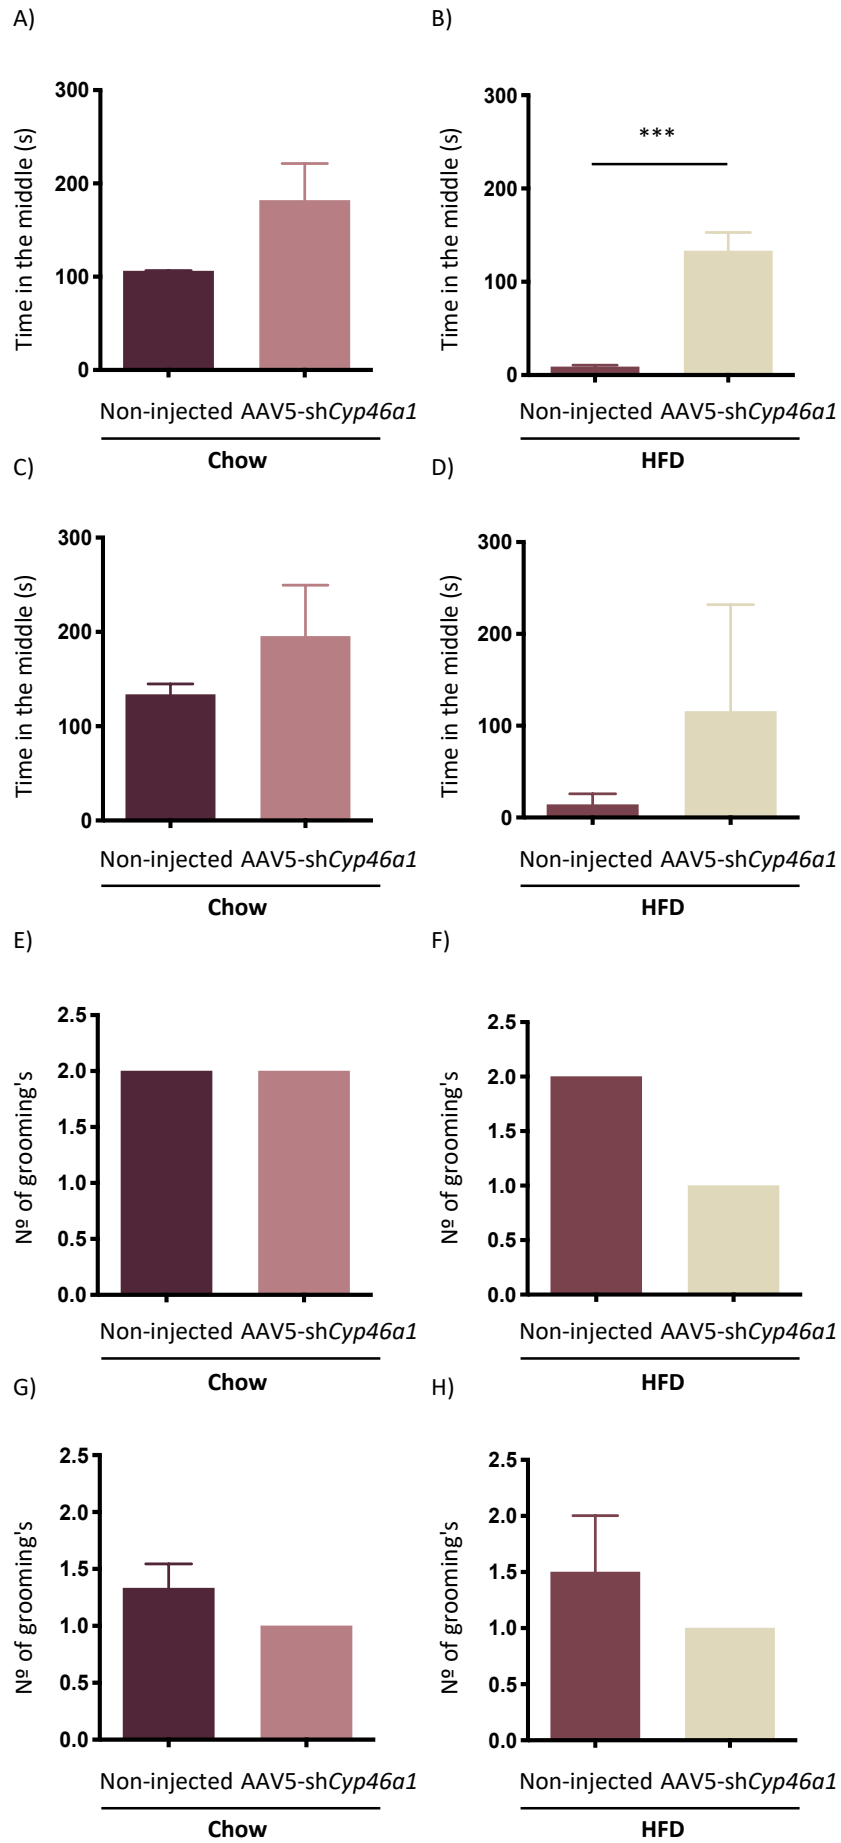 A)
B)
Time in the middle (s)
300
200
100
0
Non-injected AAV5-shCyp46a1
Chow
Time in the middle (s)
300
200
100
0
***
Non-injected AAV5-shCyp46a1
HFD
C)
D)
Time in the middle (s)
300
200
100
0
Non-injected AAV5-shCyp46a1
Chow
Time in the middle (s)
300
200
100
0
Non-injected AAV5-shCyp46a1
HFD
E)
F)
Nº of grooming's
2.5
2.0
1.5
1.0
0.5
0.0
Non-injected AAV5-shCyp46a1
Chow
Nº of grooming's
2.5
2.0
1.5
1.0
0.5
0.0
Non-injected AAV5-shCyp46a1
HFD
G)
H)
Nº of grooming's
2.5
2.0
1.5
1.0
0.5
0.0
Non-injected AAV5-shCyp46a1
Chow
Nº of grooming's
2.5
2.0
1.5
1.0
0.5
0.0
Non-injected AAV5-shCyp46a1
HFD